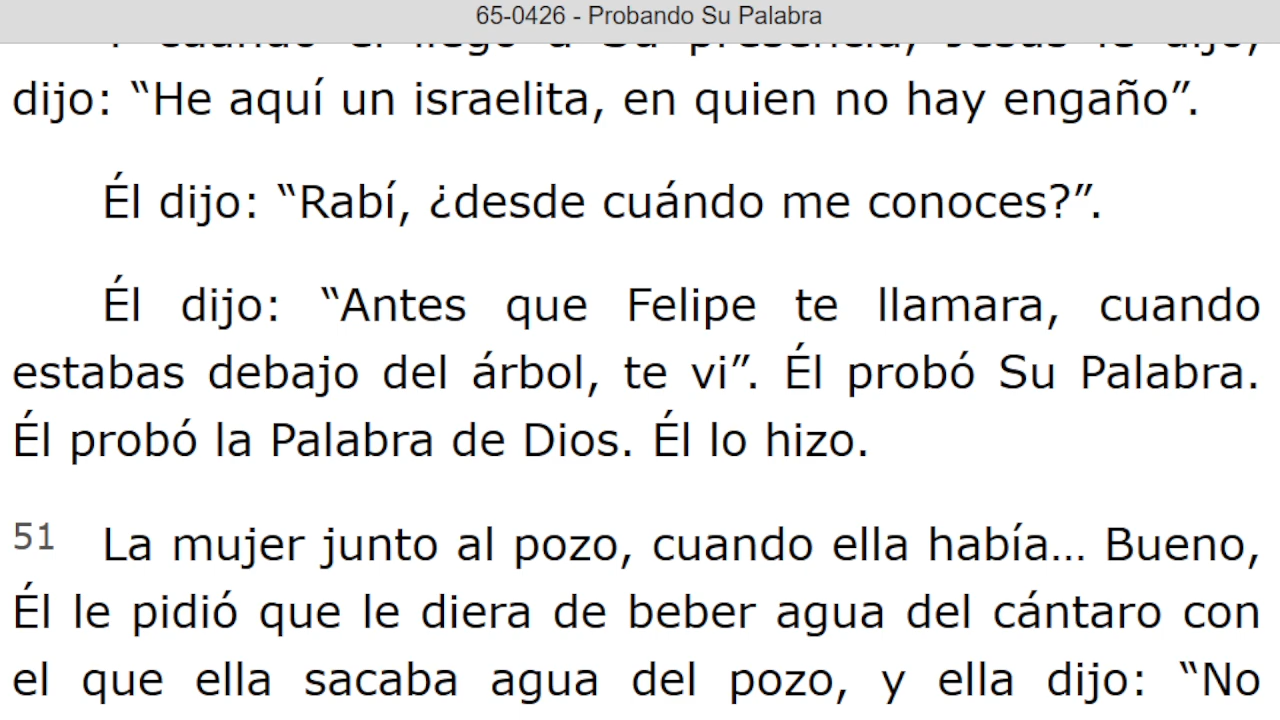 65-0426 - Probando Su Palabra
dijo: “He aquí un israelita, en quien no hay engaño”.
Él dijo: “Rabí, ¿desde cuándo me conoces?”.
Él dijo: “Antes que Felipe te llamara, cuando
estabas debajo del árbol, te vi”. Él probó Su Palabra.
Él probó la Palabra de Dios. Él lo hizo.
51 La mujer junto al pozo, cuando ella había... Bueno,
Él le pidió que le diera de beber agua del cántaro con
el que ella sacaba agua del pozo, y ella dijo: “No